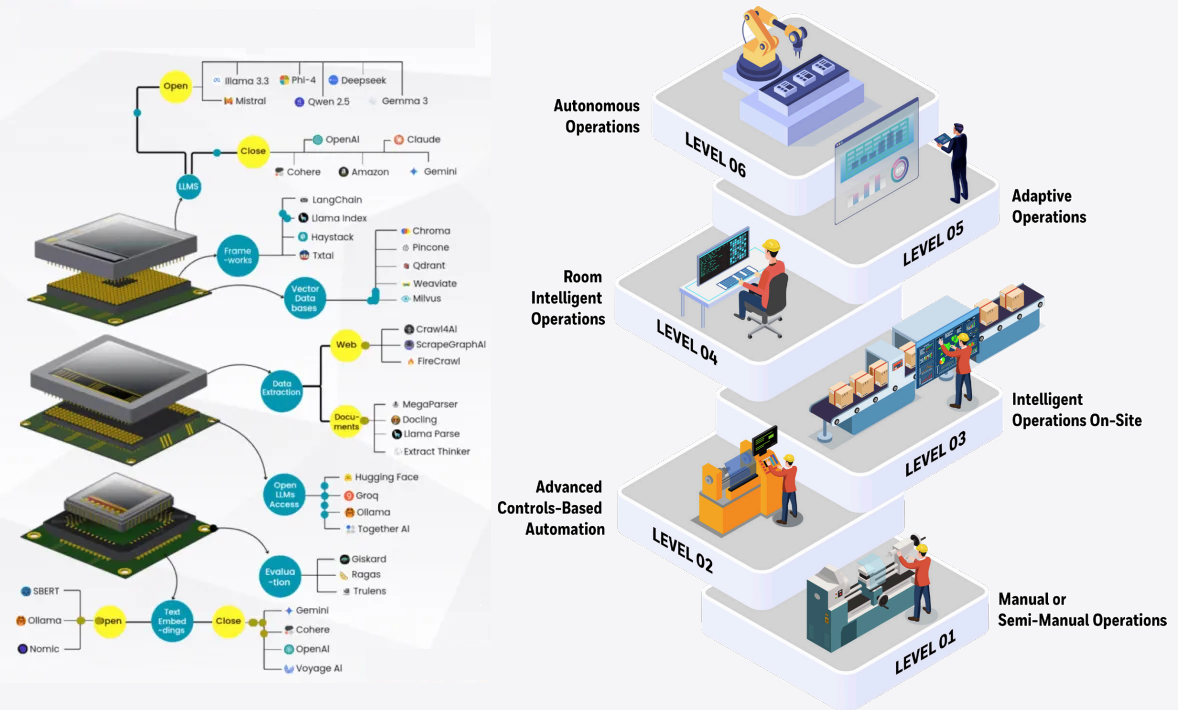 Open
Illama 3.3
Phi-4
Deepseek
Mistral
Qwen 2.5
Gemma 3
Close
OpenAI
Claude
Cohere
Amazon
Gemini
LLMS
Frame
-works
LangChain
Llama Index
Haystack
Txtai
Vector
Data
bases
Chroma
Pincone
Qdrant
Weaviate
Milvus
Data
Extraction
Web
Crawl4AI
ScrapeGraphAI
FireCrawl
Docu-
ments
MegaParser
Docling
Llama Parse
Extract Thinker
Open
LLMs
Access
Hugging Face
Groq
Ollama
Together AI
Evalua
-tion
Giskard
Ragas
Trulens
Text
Embed
-dings
Open
SBERT
Ollama
Nomic
Close
Gemini
Cohere
OpenAI
Voyage AI
Autonomous
Operations
LEVEL 06
Adaptive
Operations
LEVEL 05
Room
Intelligent
Operations
LEVEL 04
Intelligent
Operations On-Site
LEVEL 03
Advanced
Controls-Based
Automation
LEVEL 02
Manual or
Semi-Manual Operations
LEVEL 01